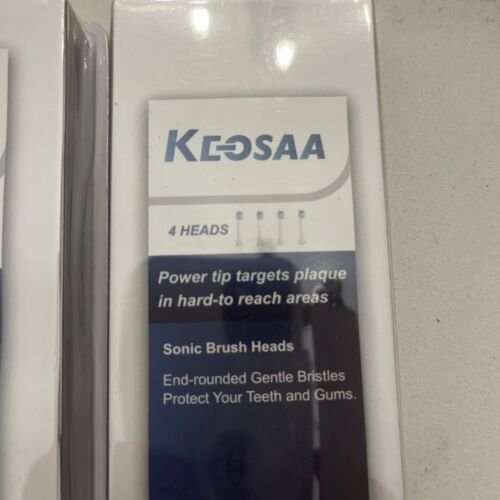 KEOSAA
4 HEADS
Power tip targets plaque
in hard-to reach areas
Sonic Brush Heads
End-rounded Gentle Bristles
Protect Your Teeth and Gums.